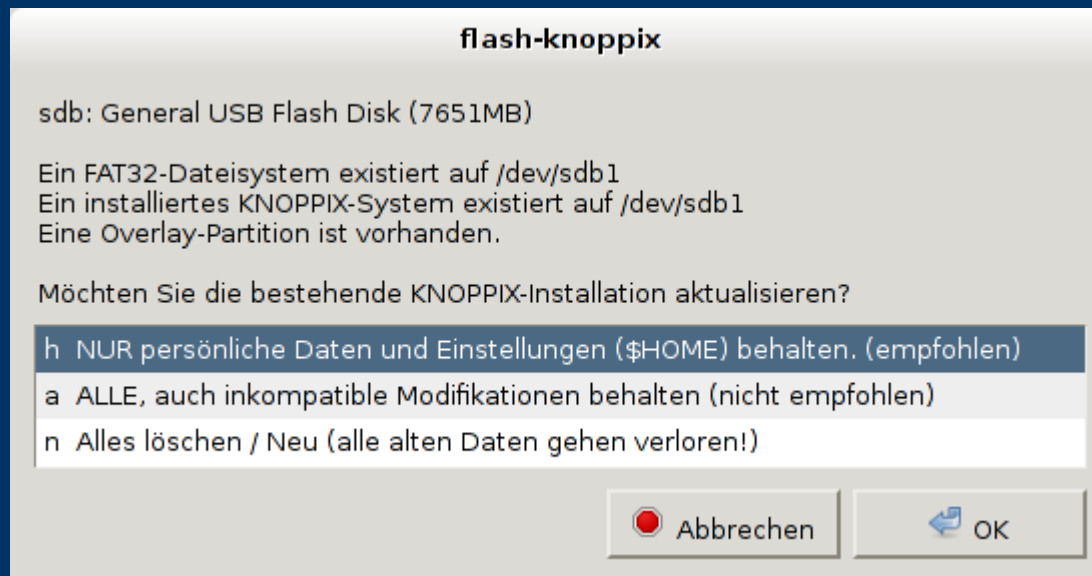 flash-knoppix
sdb: General USB Flash Disk (7651MB)
Ein FAT32-Dateisystem existiert auf /dev/sdb1
Ein installiertes KNOPPIX-System existiert auf /dev/sdb1
Eine Overlay-Partition ist vorhanden.
Möchten Sie die bestehende KNOPPIX-Installation aktualisieren?
h NUR persönliche Daten und Einstellungen ($HOME) behalten. (empfohlen)
a ALLE, auch inkompatible Modifikationen behalten (nicht empfohlen)
n Alles löschen / Neu (alle alten Daten gehen verloren!)
Abbrechen OK